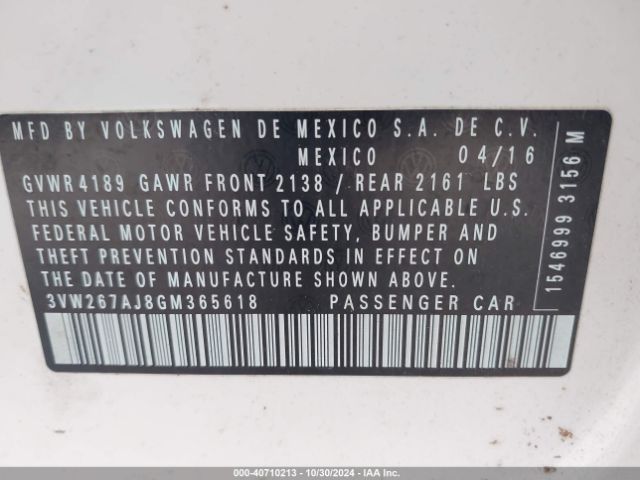 MFD BY VOLKSWAGEN DE MEXICO S.A. DE C.V.
MEXICO 04/16
GVWR 4189 GAWR FRONT 2138 / REAR 2161 LBS
THIS VEHICLE CONFORMS TO ALL APPLICABLE U.S.
FEDERAL MOTOR VEHICLE SAFETY, BUMPER AND
THEFT PREVENTION STANDARDS IN EFFECT ON
THE DATE OF MANUFACTURE SHOWN ABOVE.
3VW267AJ8GM365618 PASSENGER CAR
1546999 3156 M
000-40710213 - 10/30/2024 - IAAI.COM